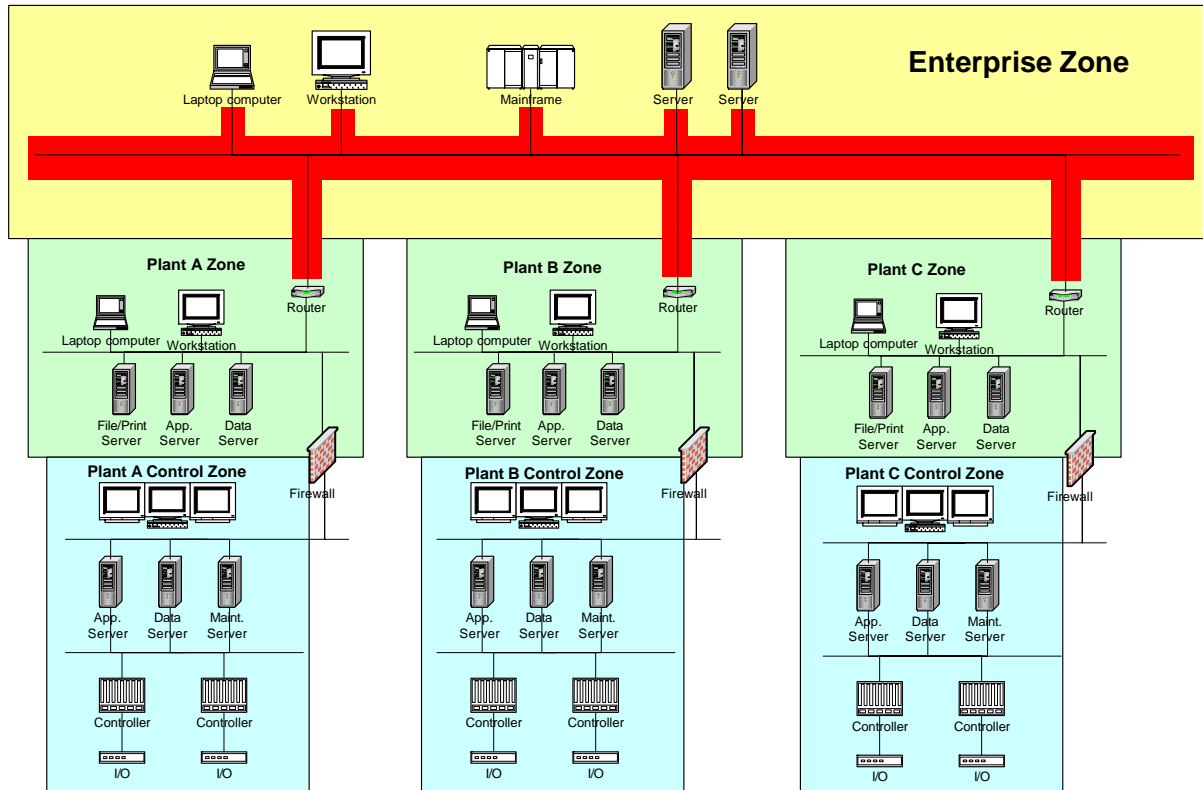 Enterprise Zone
Laptop computer
Workstation
Mainframe
Server
Server
Plant A Zone
Router
Laptop computer
Workstation
File/Print
Server
App.
Server
Data
Server
Plant A Control Zone
Firewall
App.
Server
Data
Server
Maint.
Server
Controller
Controller
I/O
I/O
Plant B Zone
Router
Laptop computer
Workstation
File/Print
Server
App.
Server
Data
Server
Plant B Control Zone
Firewall
App.
Server
Data
Server
Maint.
Server
Controller
Controller
I/O
I/O
Plant C Zone
Router
Laptop computer
Workstation
File/Print
Server
App.
Server
Data
Server
Plant C Control Zone
Firewall
App.
Server
Data
Server
Maint.
Server
Controller
Controller
I/O
I/O